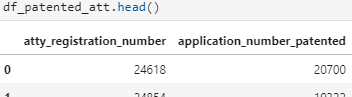 df_patented_att.head()
atty_registration_number application_number_patented
0 24618 20700